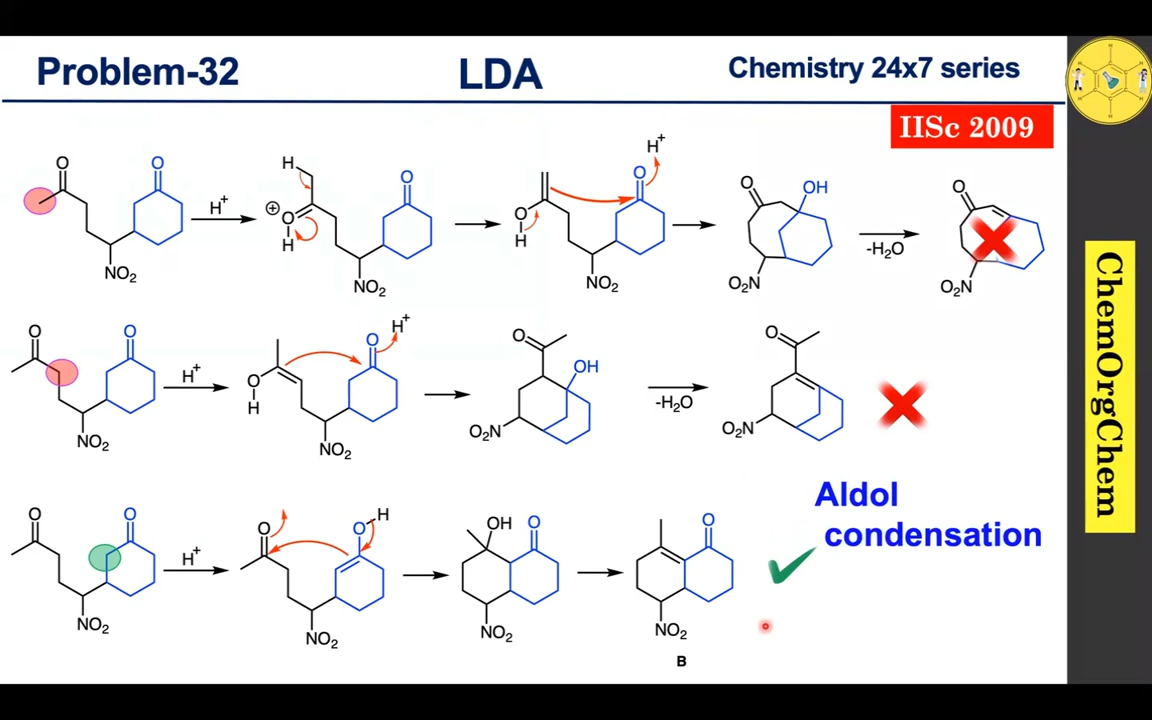 Problem-32
LDA
Chemistry 24x7 series
IISc 2009
O
O
NO₂
H⁺
H
⊕
O
H
O
NO₂
O
H
O
H⁺
NO₂
O
OH
O₂N
-H₂O
O
O₂N
O
O
NO₂
H⁺
O
H
O
H⁺
NO₂
O
OH
O₂N
-H₂O
O
O₂N
O
O
NO₂
H⁺
O
O
H
NO₂
OH
O
NO₂
O
NO₂
B
Aldol
condensation
ChemOrgChem